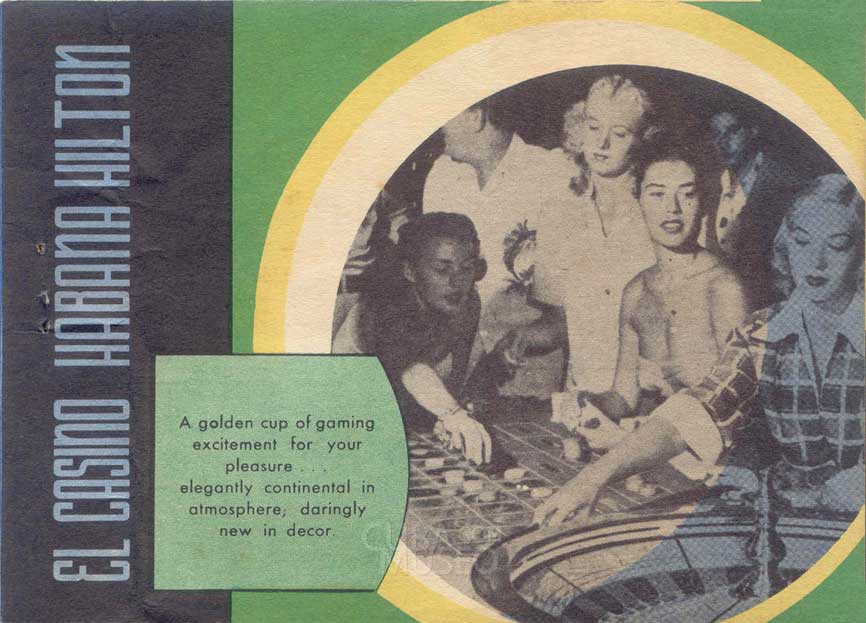 EL CASINO HABANA HILTON
A golden cup of gaming
excitement for your
pleasure . . .
elegantly continental in
atmosphere; daringly
new in decor.